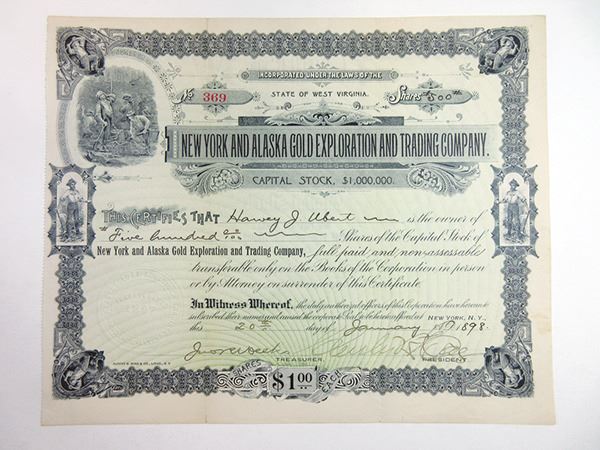 INCORPORATED UNDER THE LAWS OF THE
No 369 STATE OF WEST VIRGINIA. Shares 500
NEW YORK AND ALASKA GOLD EXPLORATION AND TRADING COMPANY.
CAPITAL STOCK, $1,000,000.
THIS CERTIFIES THAT Harvey J is the owner of
Five hundred Shares of the Capital Stock of
New York and Alaska Gold Exploration and Trading Company, full paid and non-assessable
transferable only on the Books of the Corporation in person
or by Attorney on surrender of this Certificate
In Witness Whereof, the duly authorized officers of this Corporation have hereunto
subscribed their names and caused the corporate Seal to be hereto affixed at NEW YORK, N.Y.,
this 20th day of January A.D. 1898.
TREASURER. PRESIDENT
SHARES
$1.00